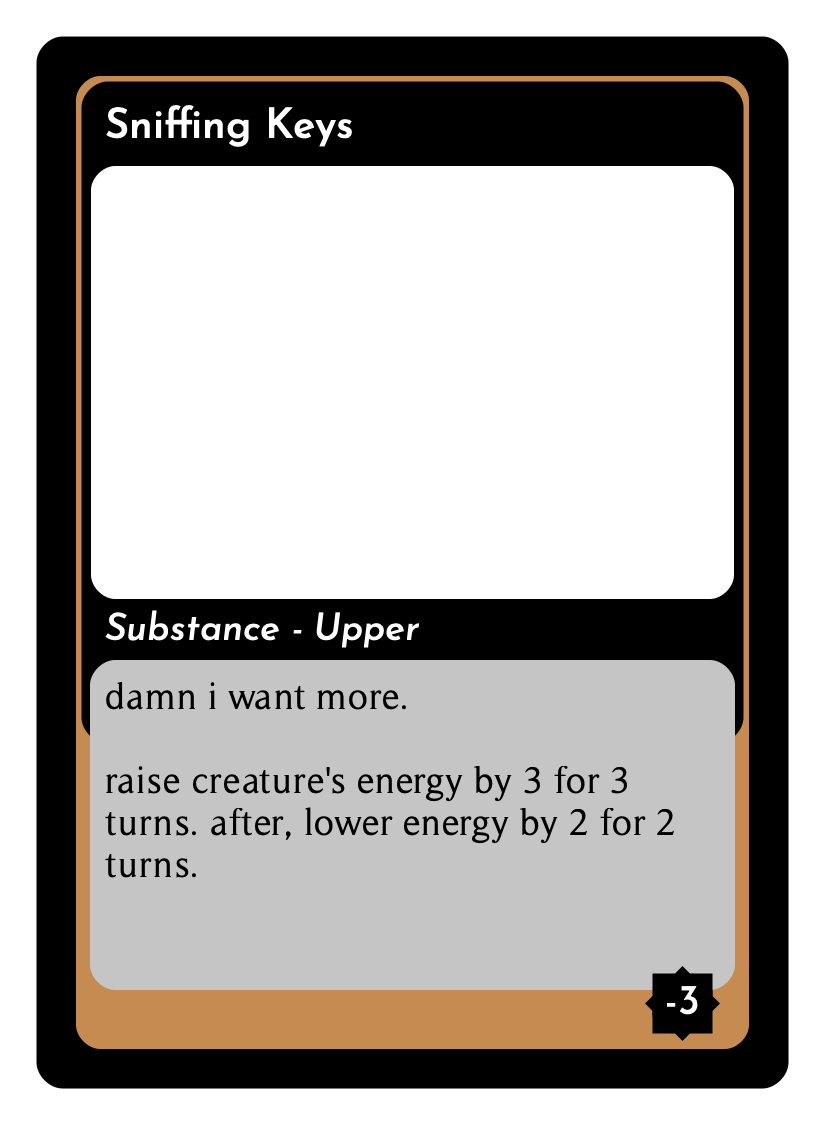 Sniffing Keys
Substance - Upper
damn i want more.
raise creature's energy by 3 for 3
turns. after, lower energy by 2 for 2
turns.
-3